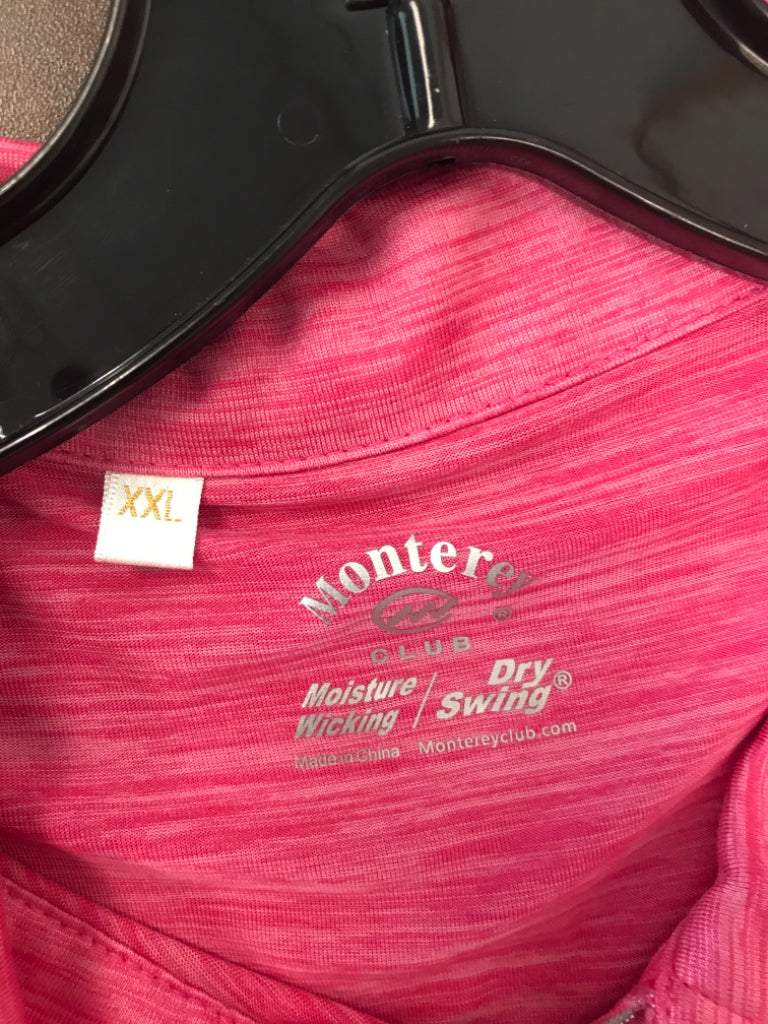 XXL
Monterey
®
CLUB
Moisture Wicking / Dry Swing®
Made in China Montereyclub.com